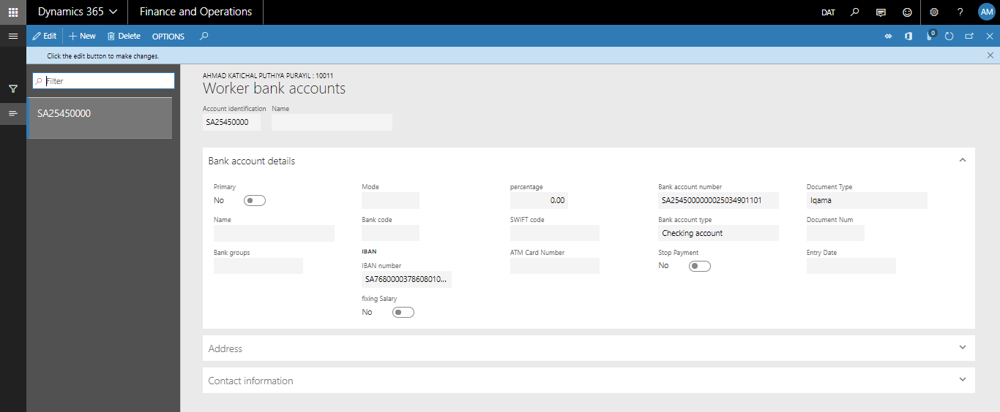 Dynamics 365
Finance and Operations
DAT
?
AM
Edit
New
Delete
OPTIONS
0
Click the edit button to make changes.
Filter
SA25450000
AHMAD KATICHAL PUTHIYA PURAYIL : 10011
Worker bank accounts
Account identification Name
SA25450000
Bank account details
Primary Mode percentage Bank account number Document Type
No 0.00 SA2545000000025034901101 Iqama
Name Bank code SWIFT code Bank account type Document Num
Checking account
Bank groups IBAN ATM Card Number Stop Payment Entry Date
IBAN number No
SA7680000378608010...
fixing Salary
No
Address
Contact information